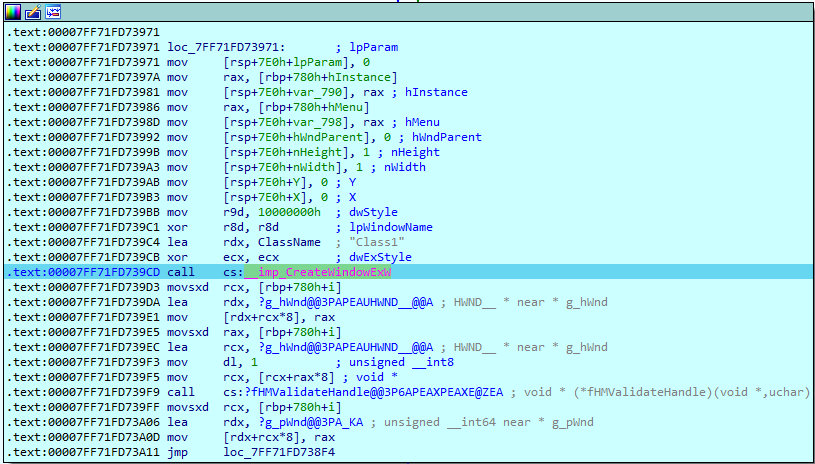 .text:00007FF71FD73971
.text:00007FF71FD73971 loc_7FF71FD73971: ; lpParam
.text:00007FF71FD73971 mov [rsp+7E0h+lpParam], 0
.text:00007FF71FD7397A mov rax, [rbp+780h+hInstance]
.text:00007FF71FD73981 mov [rsp+7E0h+var_790], rax ; hInstance
.text:00007FF71FD73986 mov rax, [rbp+780h+hMenu]
.text:00007FF71FD7398D mov [rsp+7E0h+var_798], rax ; hMenu
.text:00007FF71FD73992 mov [rsp+7E0h+hWndParent], 0 ; hWndParent
.text:00007FF71FD7399B mov [rsp+7E0h+nHeight], 1 ; nHeight
.text:00007FF71FD739A3 mov [rsp+7E0h+nWidth], 1 ; nWidth
.text:00007FF71FD739AB mov [rsp+7E0h+Y], 0 ; Y
.text:00007FF71FD739B3 mov [rsp+7E0h+X], 0 ; X
.text:00007FF71FD739BB mov r9d, 10000000h ; dwStyle
.text:00007FF71FD739C1 xor r8d, r8d ; lpWindowName
.text:00007FF71FD739C4 lea rdx, ClassName ; "Class1"
.text:00007FF71FD739CB xor ecx, ecx ; dwExStyle
.text:00007FF71FD739CD call cs:__imp_CreateWindowExW
.text:00007FF71FD739D3 movsxd rcx, [rbp+780h+i]
.text:00007FF71FD739DA lea rdx, ?g_hWnd@@3PAPEAUHWND__@@A ; HWND__ * near * g_hWnd
.text:00007FF71FD739E1 mov [rdx+rcx*8], rax
.text:00007FF71FD739E5 movsxd rax, [rbp+780h+i]
.text:00007FF71FD739EC lea rcx, ?g_hWnd@@3PAPEAUHWND__@@A ; HWND__ * near * g_hWnd
.text:00007FF71FD739F3 mov dl, 1 ; unsigned __int8
.text:00007FF71FD739F5 mov rcx, [rcx+rax*8] ; void *
.text:00007FF71FD739F9 call cs:?fHMValidateHandle@@3P6APEAXPEAXE@ZEA ; void * (*fHMValidateHandle)(void *,uchar)
.text:00007FF71FD739FF movsxd rcx, [rbp+780h+i]
.text:00007FF71FD73A06 lea rdx, ?g_pWnd@@3PA_KA ; unsigned __int64 near * g_pWnd
.text:00007FF71FD73A0D mov [rdx+rcx*8], rax
.text:00007FF71FD73A11 jmp loc_7FF71FD738F4